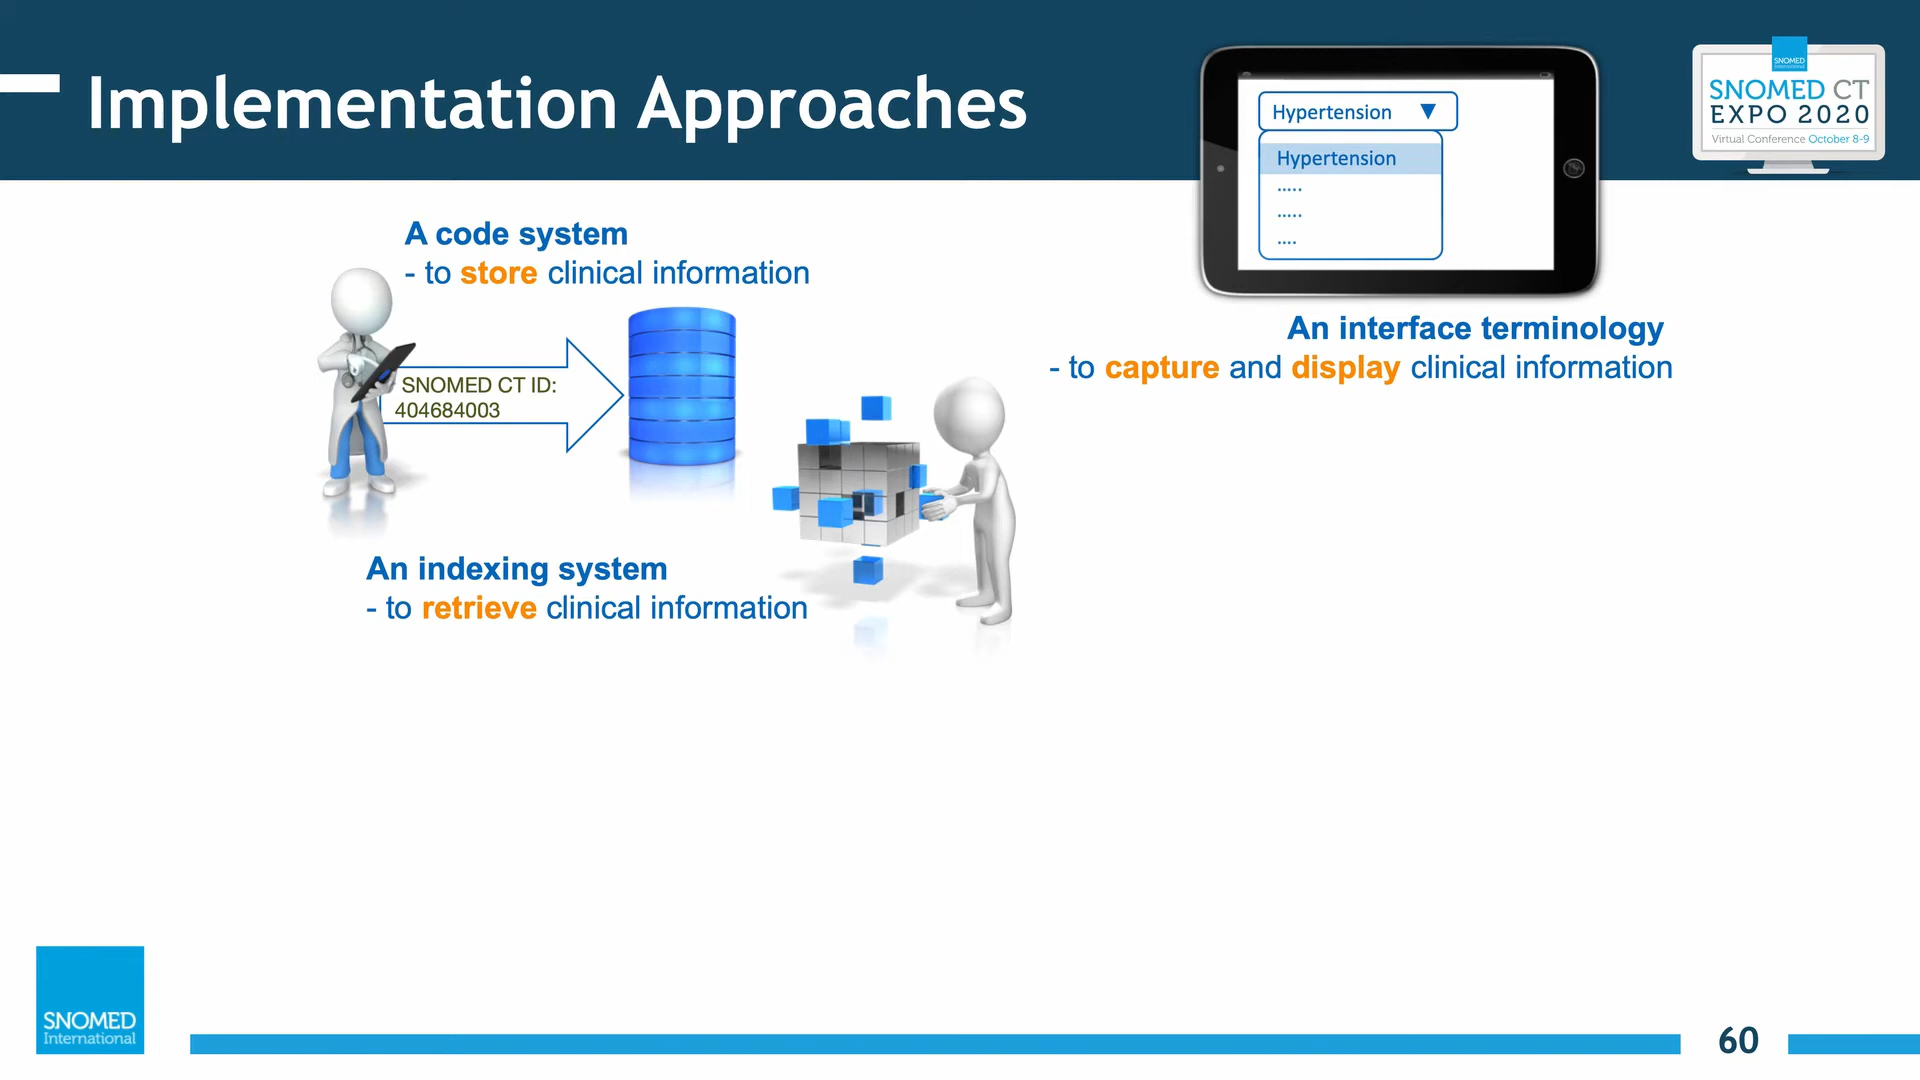 Implementation Approaches
Hypertension ▼
Hypertension
.....
.....
....
SNOMED
International
SNOMED CT
EXPO 2020
Virtual Conference October 8-9
A code system
- to store clinical information
SNOMED CT ID:
404684003
An interface terminology
- to capture and display clinical information
An indexing system
- to retrieve clinical information
SNOMED
International
60